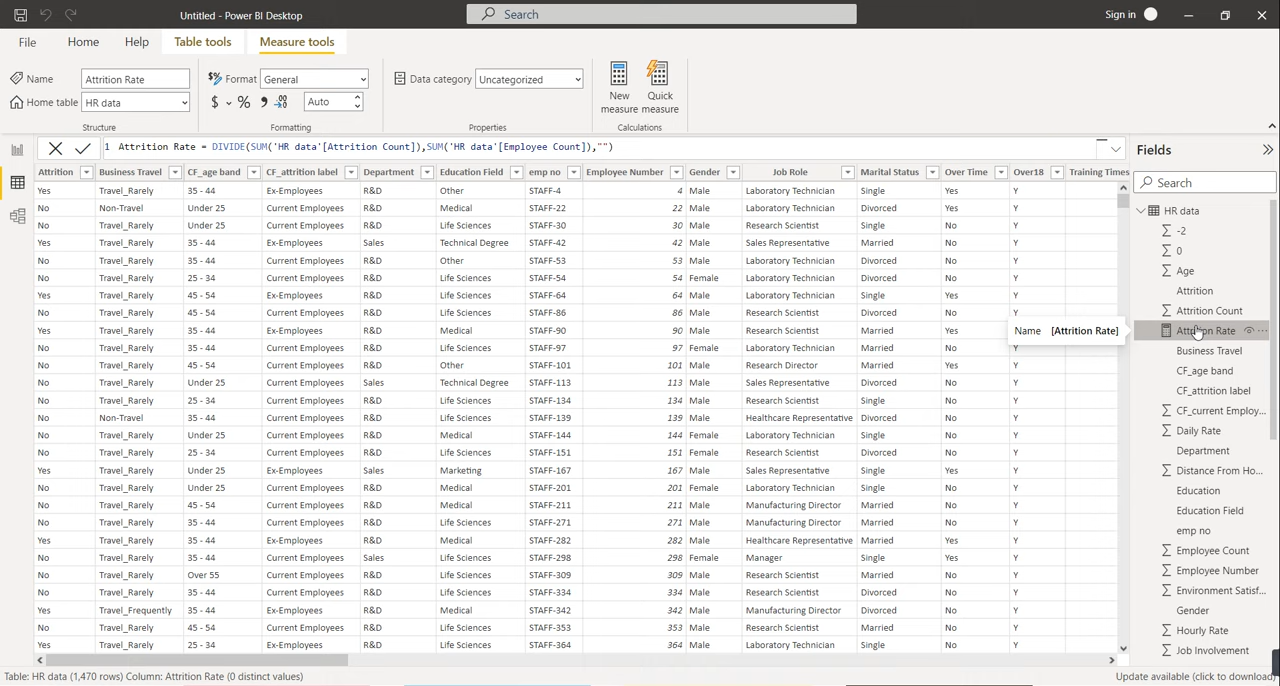 Untitled - Power BI Desktop
Search
Sign in
File Home Help Table tools Measure tools
Name Attrition Rate $% Format General Data category Uncategorized New measure Quick measure
Home table HR data $ % , Auto
Structure Formatting Properties Calculations
1 Attrition Rate = DIVIDE(SUM('HR data'[Attrition Count]),SUM('HR data'[Employee Count]),"")
Attrition Business Travel CF_age band CF_attrition label Department Education Field emp no Employee Number Gender Job Role Marital Status Over Time Over18 Training Times
Yes Travel_Rarely 35 - 44 Ex-Employees R&D Other STAFF-4 4 Male Laboratory Technician Single Yes Y
No Non-Travel Under 25 Current Employees R&D Medical STAFF-22 22 Male Laboratory Technician Divorced Yes Y
No Travel_Rarely Under 25 Current Employees R&D Life Sciences STAFF-30 30 Male Research Scientist Single No Y
Yes Travel_Rarely 35 - 44 Ex-Employees Sales Technical Degree STAFF-42 42 Male Sales Representative Married No Y
No Travel_Rarely 35 - 44 Current Employees R&D Other STAFF-53 53 Male Laboratory Technician Divorced No Y
No Travel_Rarely 25 - 34 Current Employees R&D Life Sciences STAFF-54 54 Female Laboratory Technician Divorced No Y
Yes Travel_Rarely 45 - 54 Ex-Employees R&D Life Sciences STAFF-64 64 Male Laboratory Technician Single Yes Y
No Travel_Rarely 45 - 54 Current Employees R&D Life Sciences STAFF-86 86 Male Research Scientist Single No Y
Yes Travel_Rarely 35 - 44 Ex-Employees R&D Medical STAFF-90 90 Male Research Scientist Married Yes
No Travel_Rarely 35 - 44 Current Employees R&D Life Sciences STAFF-97 97 Female Laboratory Technician Divorced No Y
No Travel_Rarely 45 - 54 Current Employees R&D Other STAFF-101 101 Male Research Director Married Yes Y
No Travel_Rarely Under 25 Current Employees Sales Technical Degree STAFF-113 113 Male Sales Representative Divorced No Y
No Travel_Rarely 25 - 34 Current Employees R&D Life Sciences STAFF-134 134 Male Research Scientist Single No Y
No Non-Travel 35 - 44 Current Employees R&D Life Sciences STAFF-139 139 Male Healthcare Representative Divorced No Y
No Travel_Rarely Under 25 Current Employees R&D Medical STAFF-144 144 Female Laboratory Technician Single No Y
No Travel_Rarely 25 - 34 Current Employees R&D Life Sciences STAFF-151 151 Female Research Scientist Married No Y
Yes Travel_Rarely Under 25 Ex-Employees Sales Marketing STAFF-167 167 Male Sales Representative Single Yes Y
No Travel_Rarely Under 25 Current Employees R&D Medical STAFF-201 201 Female Laboratory Technician Single No Y
No Travel_Rarely 45 - 54 Current Employees R&D Medical STAFF-211 211 Male Manufacturing Director Married No Y
No Travel_Rarely 35 - 44 Current Employees R&D Life Sciences STAFF-271 271 Male Manufacturing Director Married No Y
Yes Travel_Rarely 35 - 44 Ex-Employees R&D Medical STAFF-282 282 Male Healthcare Representative Married Yes Y
No Travel_Rarely 35 - 44 Current Employees Sales Life Sciences STAFF-298 298 Female Manager Single No Y
No Travel_Rarely Over 55 Current Employees R&D Medical STAFF-309 309 Male Research Scientist Married No Y
No Travel_Rarely 35 - 44 Current Employees R&D Life Sciences STAFF-334 334 Male Research Scientist Married No Y
Yes Travel_Frequently 35 - 44 Ex-Employees R&D Medical STAFF-342 342 Male Manufacturing Director Divorced No Y
No Travel_Rarely 45 - 54 Current Employees R&D Life Sciences STAFF-353 353 Male Research Scientist Married No Y
Yes Travel_Rarely 25 - 34 Ex-Employees R&D Life Sciences STAFF-364 364 Male Laboratory Technician Single Yes Y
Name [Attrition Rate]
Fields
Search
HR data
-2
0
Age
Attrition
Attrition Count
Attrition Rate
Business Travel
CF_age band
CF_attrition label
CF_current Employ...
Daily Rate
Department
Distance From Ho...
Education
Education Field
emp no
Employee Count
Employee Number
Environment Satisf...
Gender
Hourly Rate
Job Involvement
Table: HR data (1,470 rows) Column: Attrition Rate (0 distinct values)
Update available (click to download)